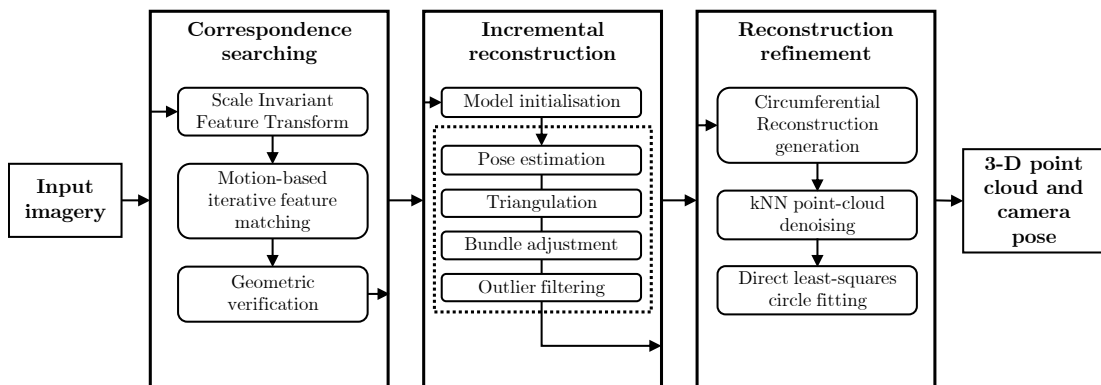 Input
imagery
Correspondence
searching
Scale Invariant
Feature Transform
Motion-based
iterative feature
matching
Geometric
verification
Incremental
reconstruction
Model initialisation
Pose estimation
Triangulation
Bundle adjustment
Outlier filtering
Reconstruction
refinement
Circumferential
Reconstruction
generation
kNN point-cloud
denoising
Direct least-squares
circle fitting
3-D point
cloud and
camera
pose